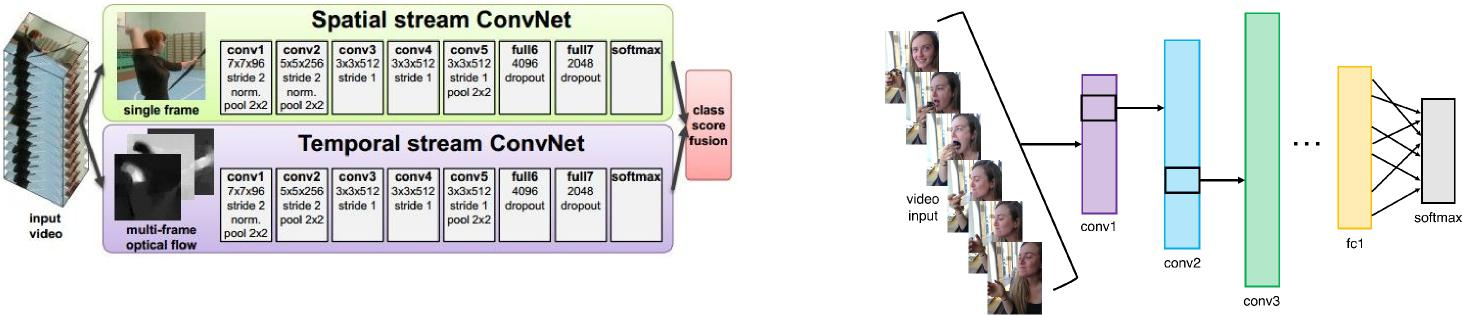 Spatial stream ConvNet
conv1
7x7x96
stride 2
norm.
pool 2x2
conv2
5x5x256
stride 2
norm.
pool 2x2
conv3
3x3x512
stride 1
conv4
3x3x512
stride 1
conv5
3x3x512
stride 1
pool 2x2
full6
4096
dropout
full7
2048
dropout
softmax
single frame
Temporal stream ConvNet
conv1
7x7x96
stride 2
norm.
pool 2x2
conv2
5x5x256
stride 2
pool 2x2
conv3
3x3x512
stride 1
conv4
3x3x512
stride 1
conv5
3x3x512
stride 1
pool 2x2
full6
4096
dropout
full7
2048
dropout
softmax
multi-frame
optical flow
input
video
class
score
fusion
video
input
conv1
conv2
conv3
...
fc1
softmax